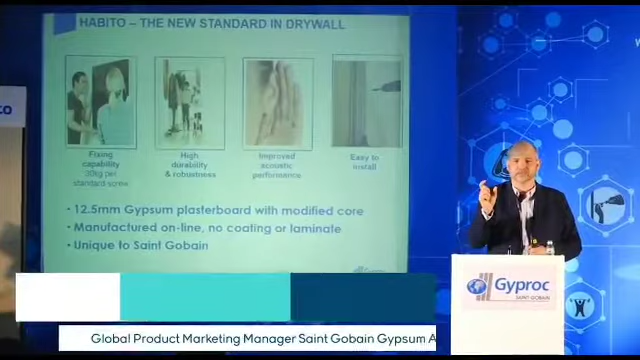 HABITO – THE NEW STANDARD IN DRYWALL
Fixing
capability
30kg per
standard screw
High
durability
& robustness
Improved
acoustic
performance
Easy to
install
• 12.5mm Gypsum plasterboard with modified core
• Manufactured on-line, no coating or laminate
• Unique to Saint Gobain
Gyproc
SAINT-GOBAIN
Global Product Marketing Manager Saint Gobain Gypsum A